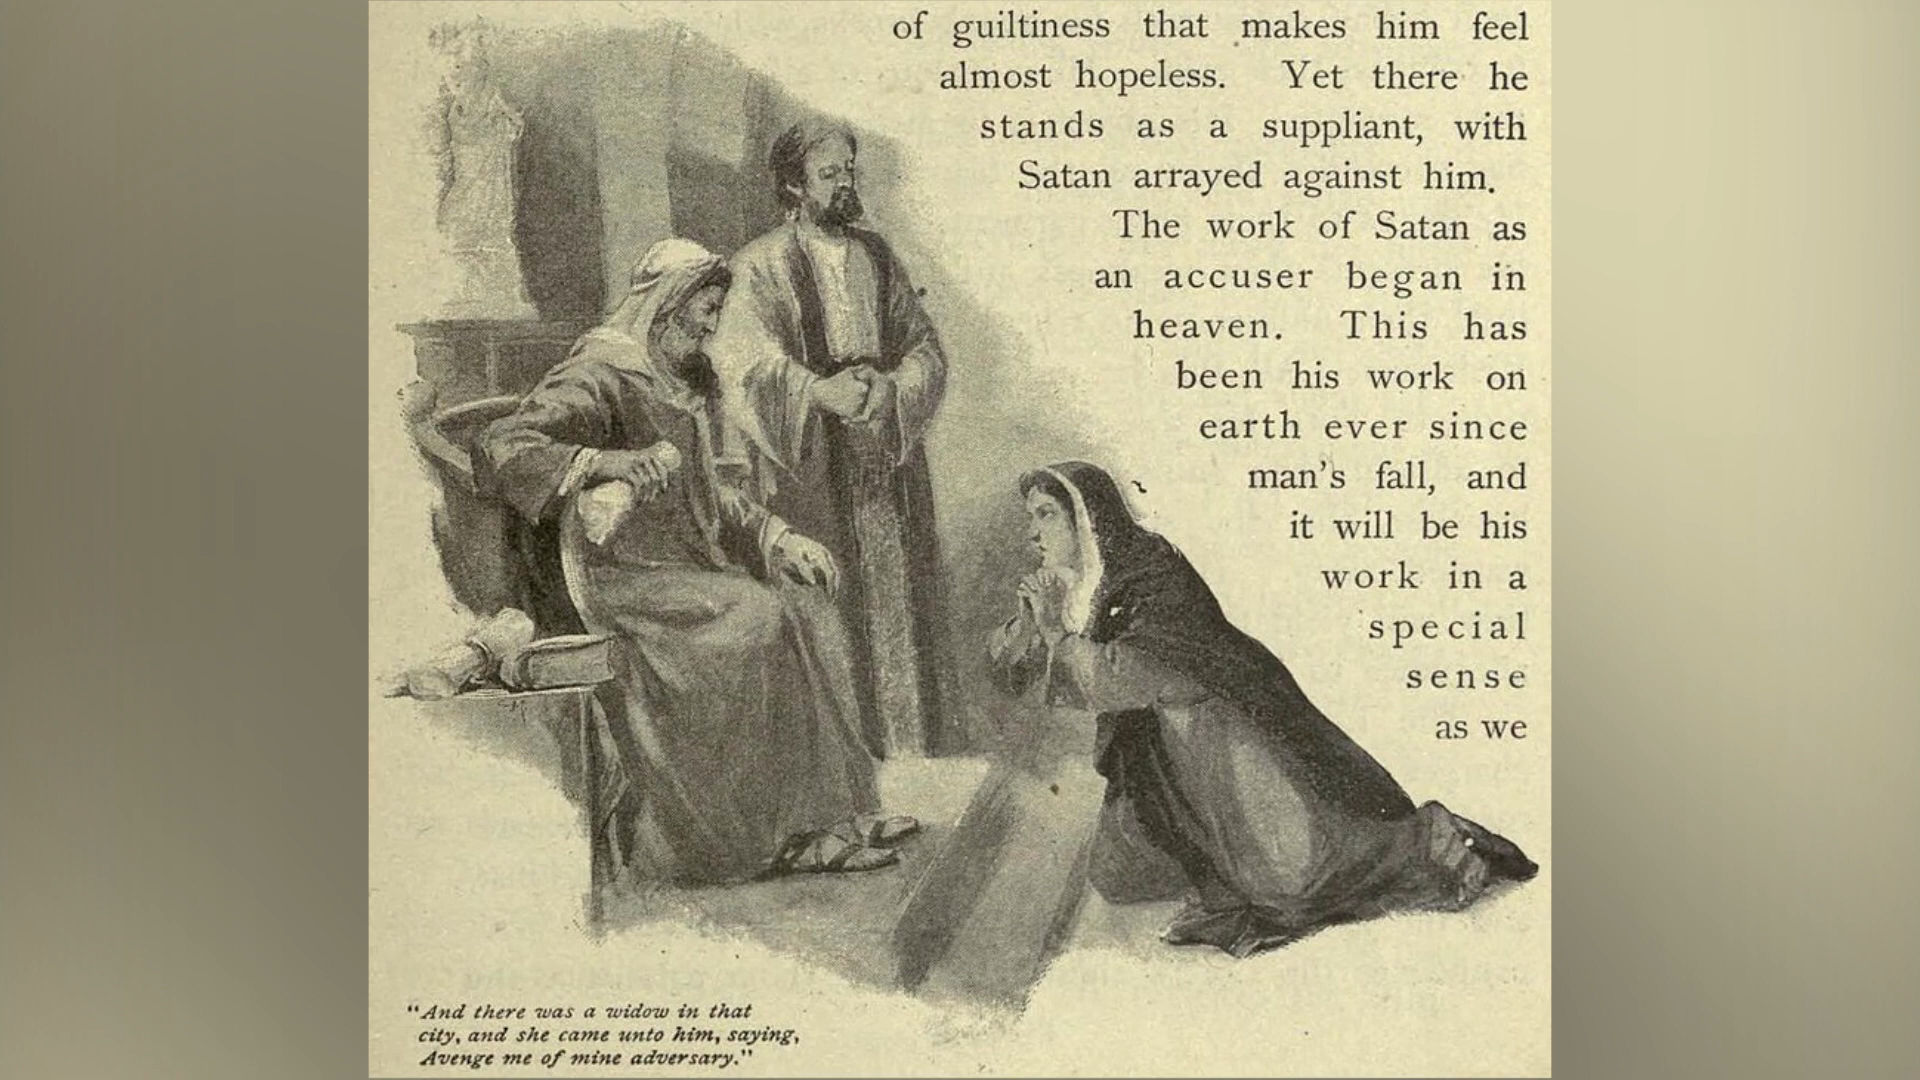 of guiltiness that makes him feel
almost hopeless. Yet there he
stands as a suppliant, with
Satan arrayed against him.
The work of Satan as
an accuser began in
heaven. This has
been his work on
earth ever since
man's fall, and
it will be his
work in a
special
sense
as we
"And there was a widow in that
city, and she came unto him, saying,
Avenge me of mine adversary."